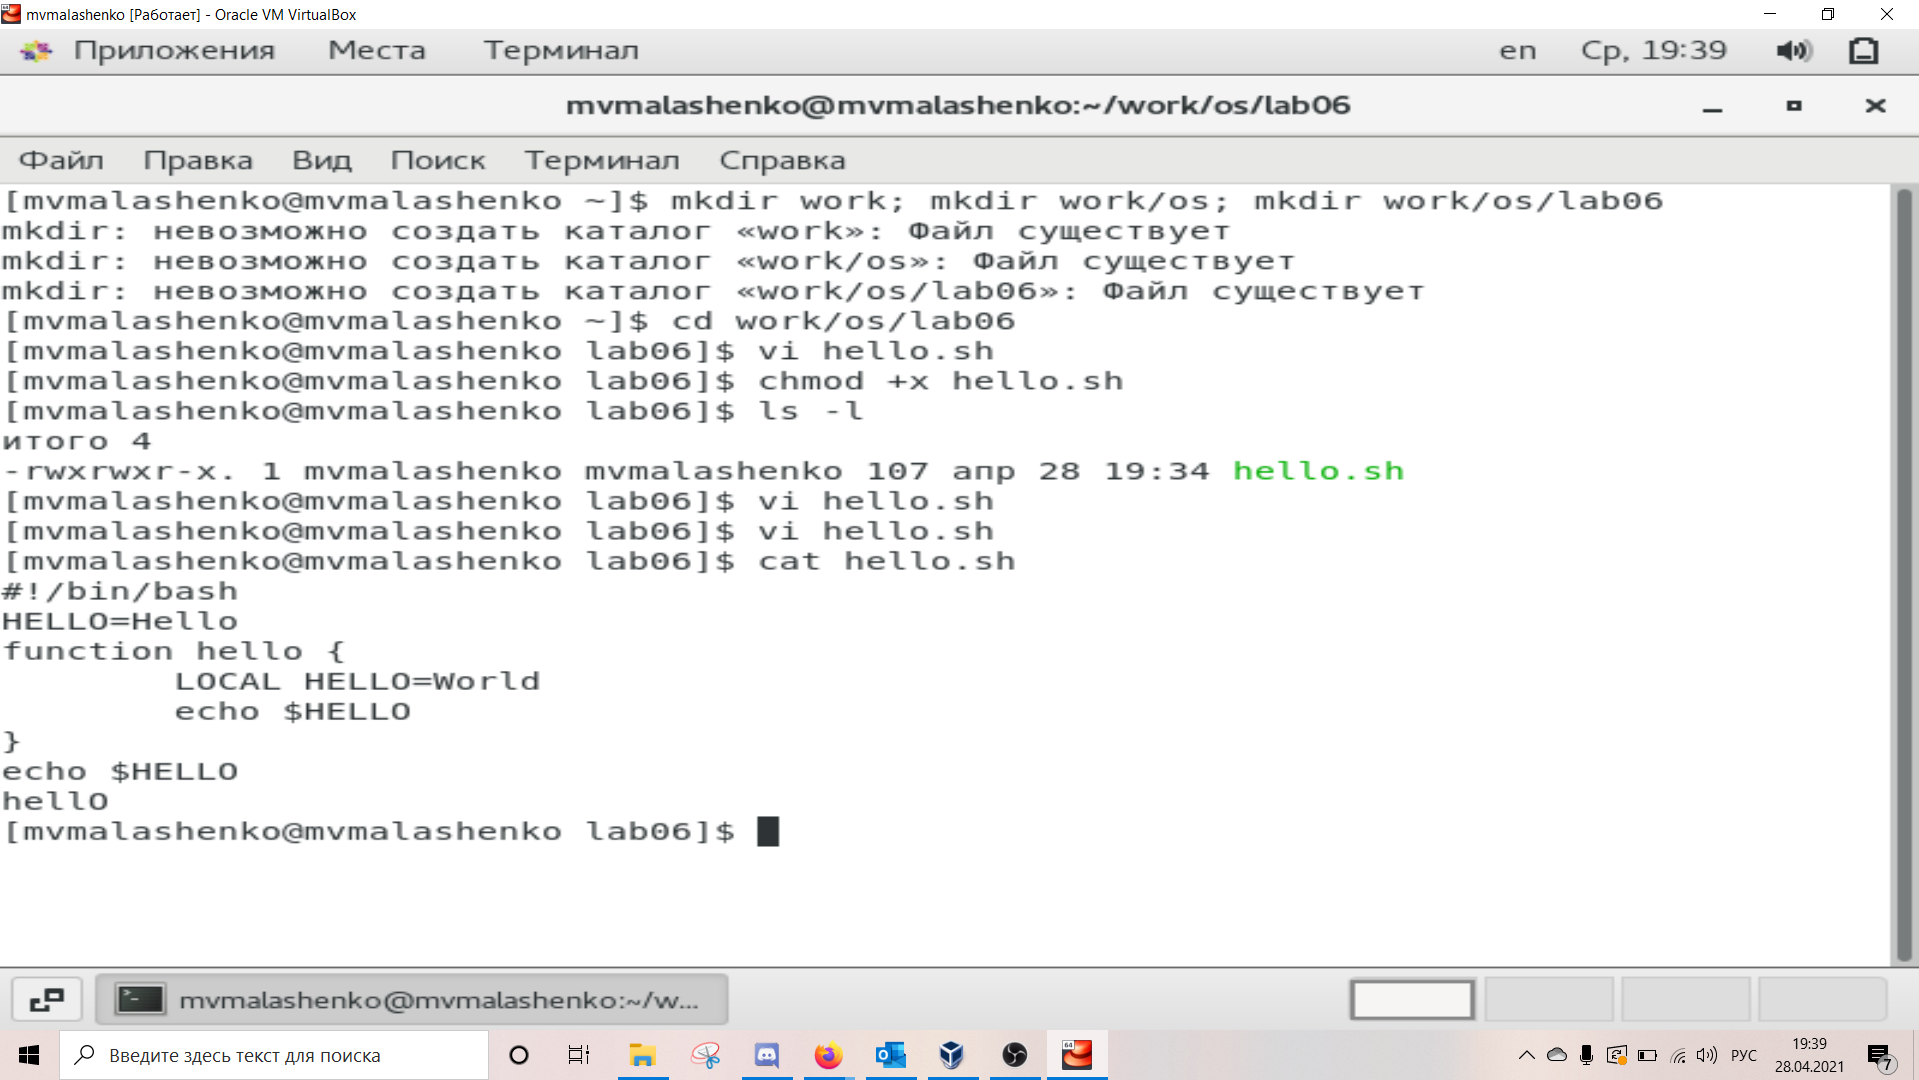 mvmalashenko [Работает] - Oracle VM VirtualBox
Приложения Места Терминал en Ср, 19:39
mvmalashenko@mvmalashenko:~/work/os/lab06
Файл Правка Вид Поиск Терминал Справка
[mvmalashenko@mvmalashenko ~]$ mkdir work; mkdir work/os; mkdir work/os/lab06
mkdir: невозможно создать каталог «work»: Файл существует
mkdir: невозможно создать каталог «work/os»: Файл существует
mkdir: невозможно создать каталог «work/os/lab06»: Файл существует
[mvmalashenko@mvmalashenko ~]$ cd work/os/lab06
[mvmalashenko@mvmalashenko lab06]$ vi hello.sh
[mvmalashenko@mvmalashenko lab06]$ chmod +x hello.sh
[mvmalashenko@mvmalashenko lab06]$ ls -l
итого 4
-rwxrwxr-x. 1 mvmalashenko mvmalashenko 107 апр 28 19:34 hello.sh
[mvmalashenko@mvmalashenko lab06]$ vi hello.sh
[mvmalashenko@mvmalashenko lab06]$ vi hello.sh
[mvmalashenko@mvmalashenko lab06]$ cat hello.sh
#!/bin/bash
HELLO=Hello
function hello {
        LOCAL HELLO=World
        echo $HELLO
}
echo $HELLO
hellO
[mvmalashenko@mvmalashenko lab06]$
mvmalashenko@mvmalashenko:~/w...
Введите здесь текст для поиска
64
РУС
19:39
28.04.2021
7